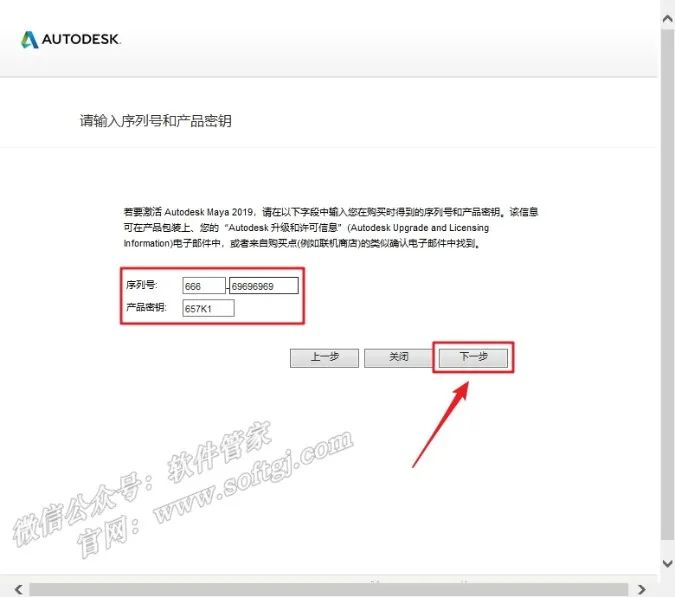 AUTODESK.
请输入序列号和产品密钥
若要激活 Autodesk Maya 2019，请在以下字段中输入您在购买时得到的序列号和产品密钥。该信息
可在产品包装上、您的“Autodesk 升级和许可信息”(Autodesk Upgrade and Licensing
Information)电子邮件中，或者来自购买点(例如联机商店)的类似确认电子邮件中找到。
序列号: 666 - 69696969
产品密钥: 657K1
上一步 关闭 下一步
微信公众号：软件管家
官网：www.softgj.com